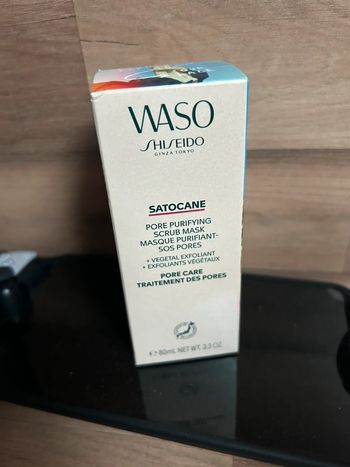 WASO
SHISEIDO
GINZA TOKYO
SATOCANE
PORE PURIFYING
SCRUB MASK
MASQUE PURIFIANT-
SOS PORES
+ VEGETAL EXFOLIANT
+ EXFOLIANTS VÉGÉTAUX
PORE CARE
TRAITEMENT DES PORES
℮ 80mL NET WT. 3.3 OZ.